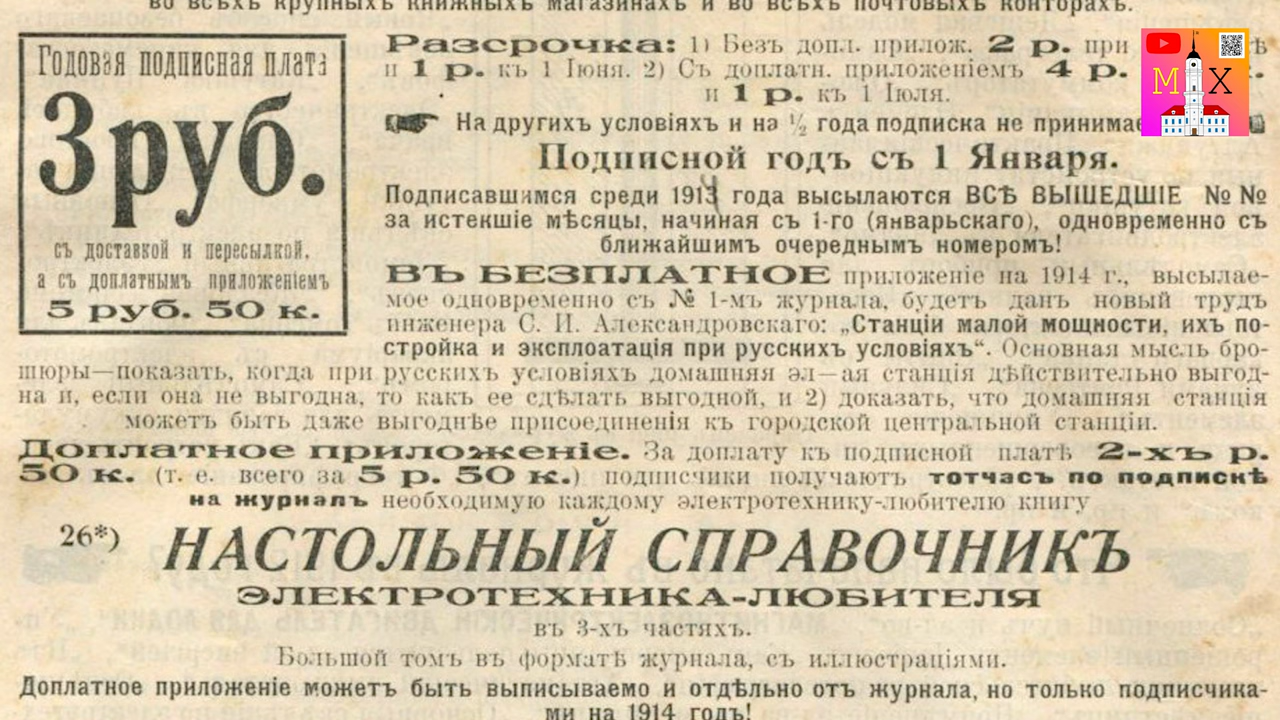 во всѣхъ крупныхъ книжныхъ магазинахъ и во всѣхъ почтовыхъ конторахъ.
Годовая подписная плата
3 руб.
съ доставкой и пересылкой,
а съ доплатнымъ приложеніемъ
5 руб. 50 к.
Разсрочка: 1) Безъ допл. прилож. 2 р. при
и 1 р. къ 1 Іюня. 2) Съ доплатн. приложеніемъ 4 р.
и 1 р. къ 1 Іюля.
На другихъ условіяхъ и на ½ года подписка не принимае
Подписной годъ съ 1 Января.
Подписавшимся среди 1914 года высылаются ВСѢ ВЫШЕДШІЕ №№
за истекшіе мѣсяцы, начиная съ 1-го (январьскаго), одновременно съ
ближайшимъ очереднымъ номеромъ!
ВЪ БЕЗПЛАТНОЕ приложеніе на 1914 г., высылае-
мое одновременно съ № 1-мъ журнала, будетъ данъ новый трудъ
инженера С. И. Александровскаго: „Станціи малой мощности, ихъ по-
стройка и эксплоатація при русскихъ условіяхъ“. Основная мысль бро-
шюры—показать, когда при русскихъ условіяхъ домашняя эл—ая станція дѣйствительно выгод-
на и, если она не выгодна, то какъ ее сдѣлать выгодной, и 2) доказать, что домашняя станція
можетъ быть даже выгоднѣе присоединенія къ городской центральной станціи.
Доплатное приложеніе. За доплату къ подписной платѣ 2-хъ р.
50 к. (т. е. всего за 5 р. 50 к.) подписчики получаютъ тотчасъ по подпискѣ
на журналъ необходимую каждому электротехнику-любителю книгу
26*) НАСТОЛЬНЫЙ СПРАВОЧНИКЪ
ЭЛЕКТРОТЕХНИКА-ЛЮБИТЕЛЯ
въ 3-хъ частяхъ.
Большой томъ въ форматѣ журнала, съ иллюстраціями.
Доплатное приложеніе можетъ быть выписываемо и отдѣльно отъ журнала, но только подписчика-
ми на 1914 годъ!
М Х